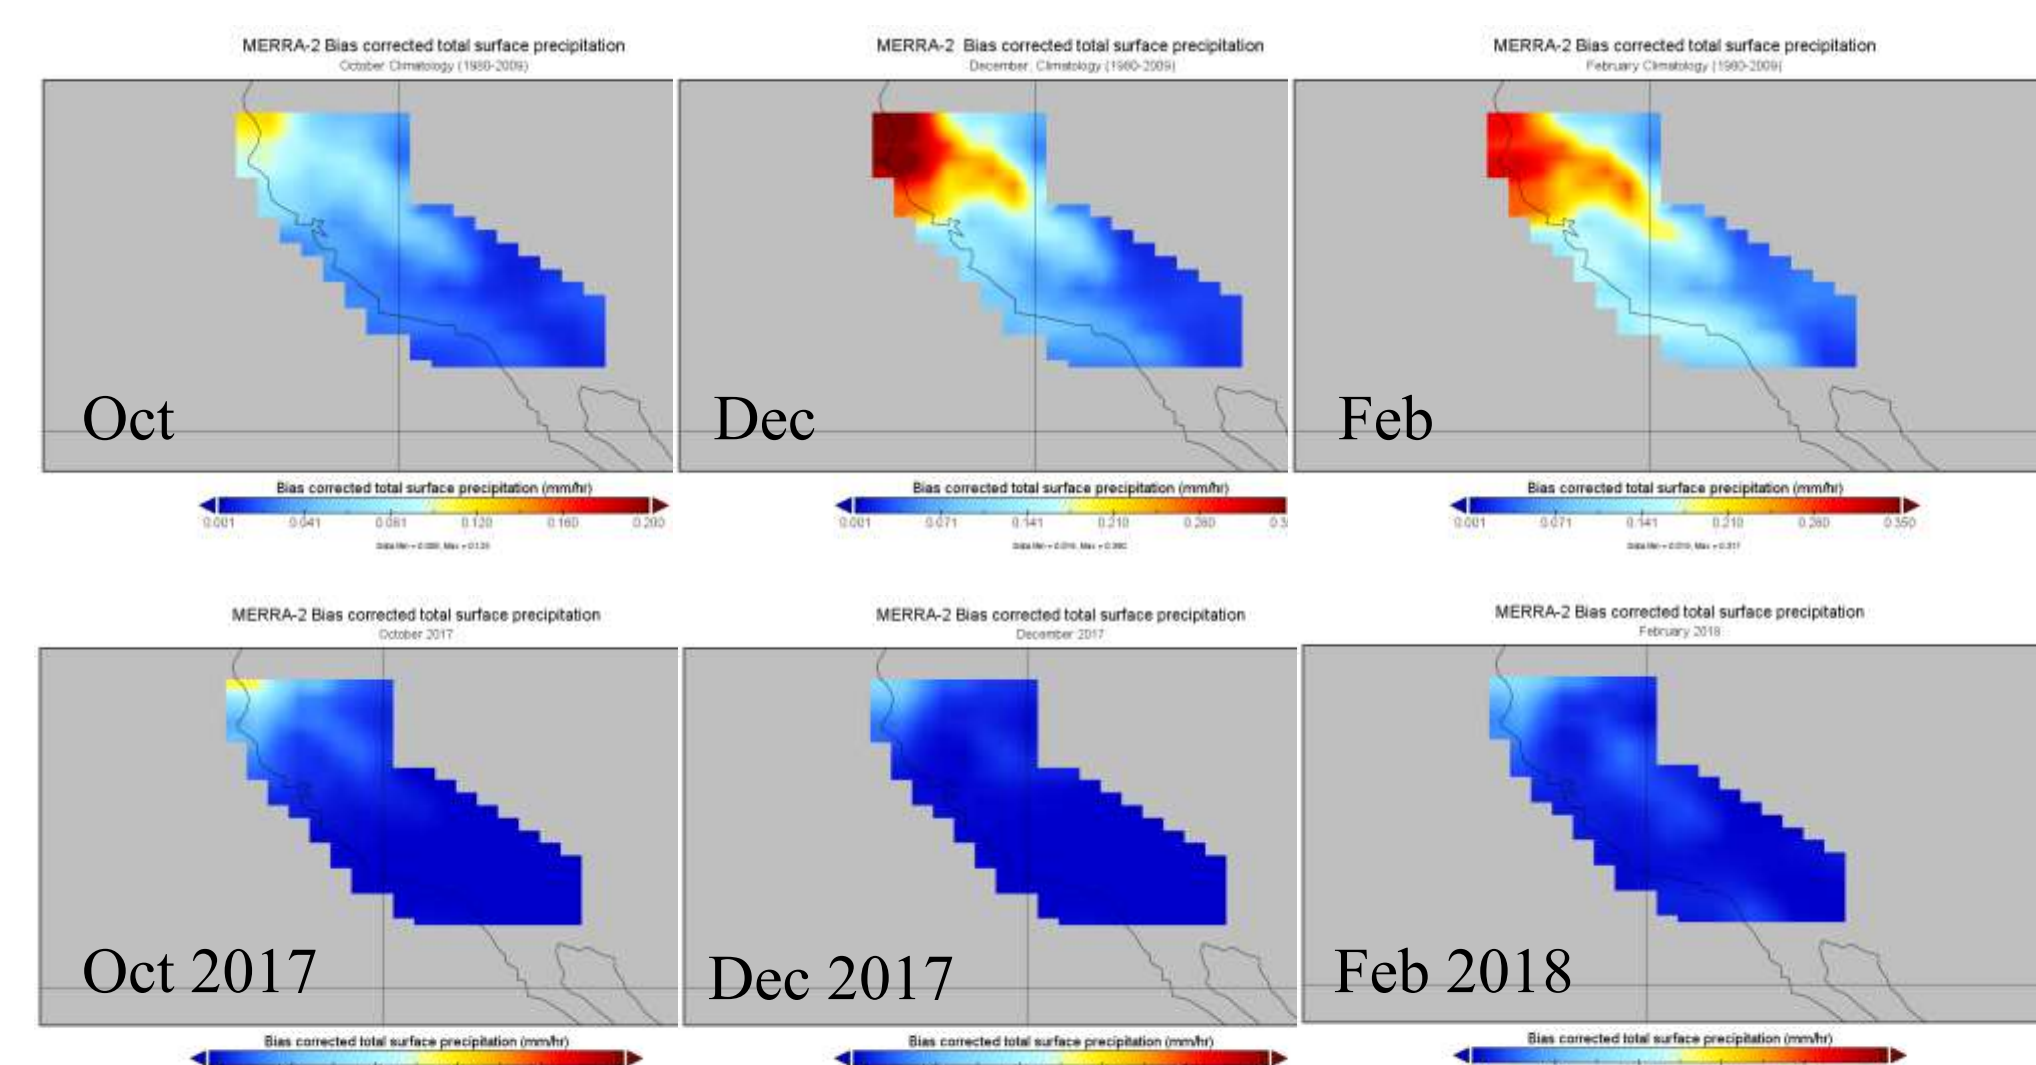 MERRA-2 Bias corrected total surface precipitation
October Climatology (1980-2009)
Oct
Bias corrected total surface precipitation (mm/hr)
0.001 0.041 0.081 0.120 0.160 0.200
MERRA-2 Bias corrected total surface precipitation
December, Climatology (1980-2009)
Dec
Bias corrected total surface precipitation (mm/hr)
0.001 0.071 0.141 0.210 0.280 0.3
MERRA-2 Bias corrected total surface precipitation
February Climatology (1980-2009)
Feb
Bias corrected total surface precipitation (mm/hr)
0.001 0.071 0.141 0.210 0.280 0.350
MERRA-2 Bias corrected total surface precipitation
October 2017
Oct 2017
Bias corrected total surface precipitation (mm/hr)
MERRA-2 Bias corrected total surface precipitation
December 2017
Dec 2017
Bias corrected total surface precipitation (mm/hr)
MERRA-2 Bias corrected total surface precipitation
February 2018
Feb 2018
Bias corrected total surface precipitation (mm/hr)